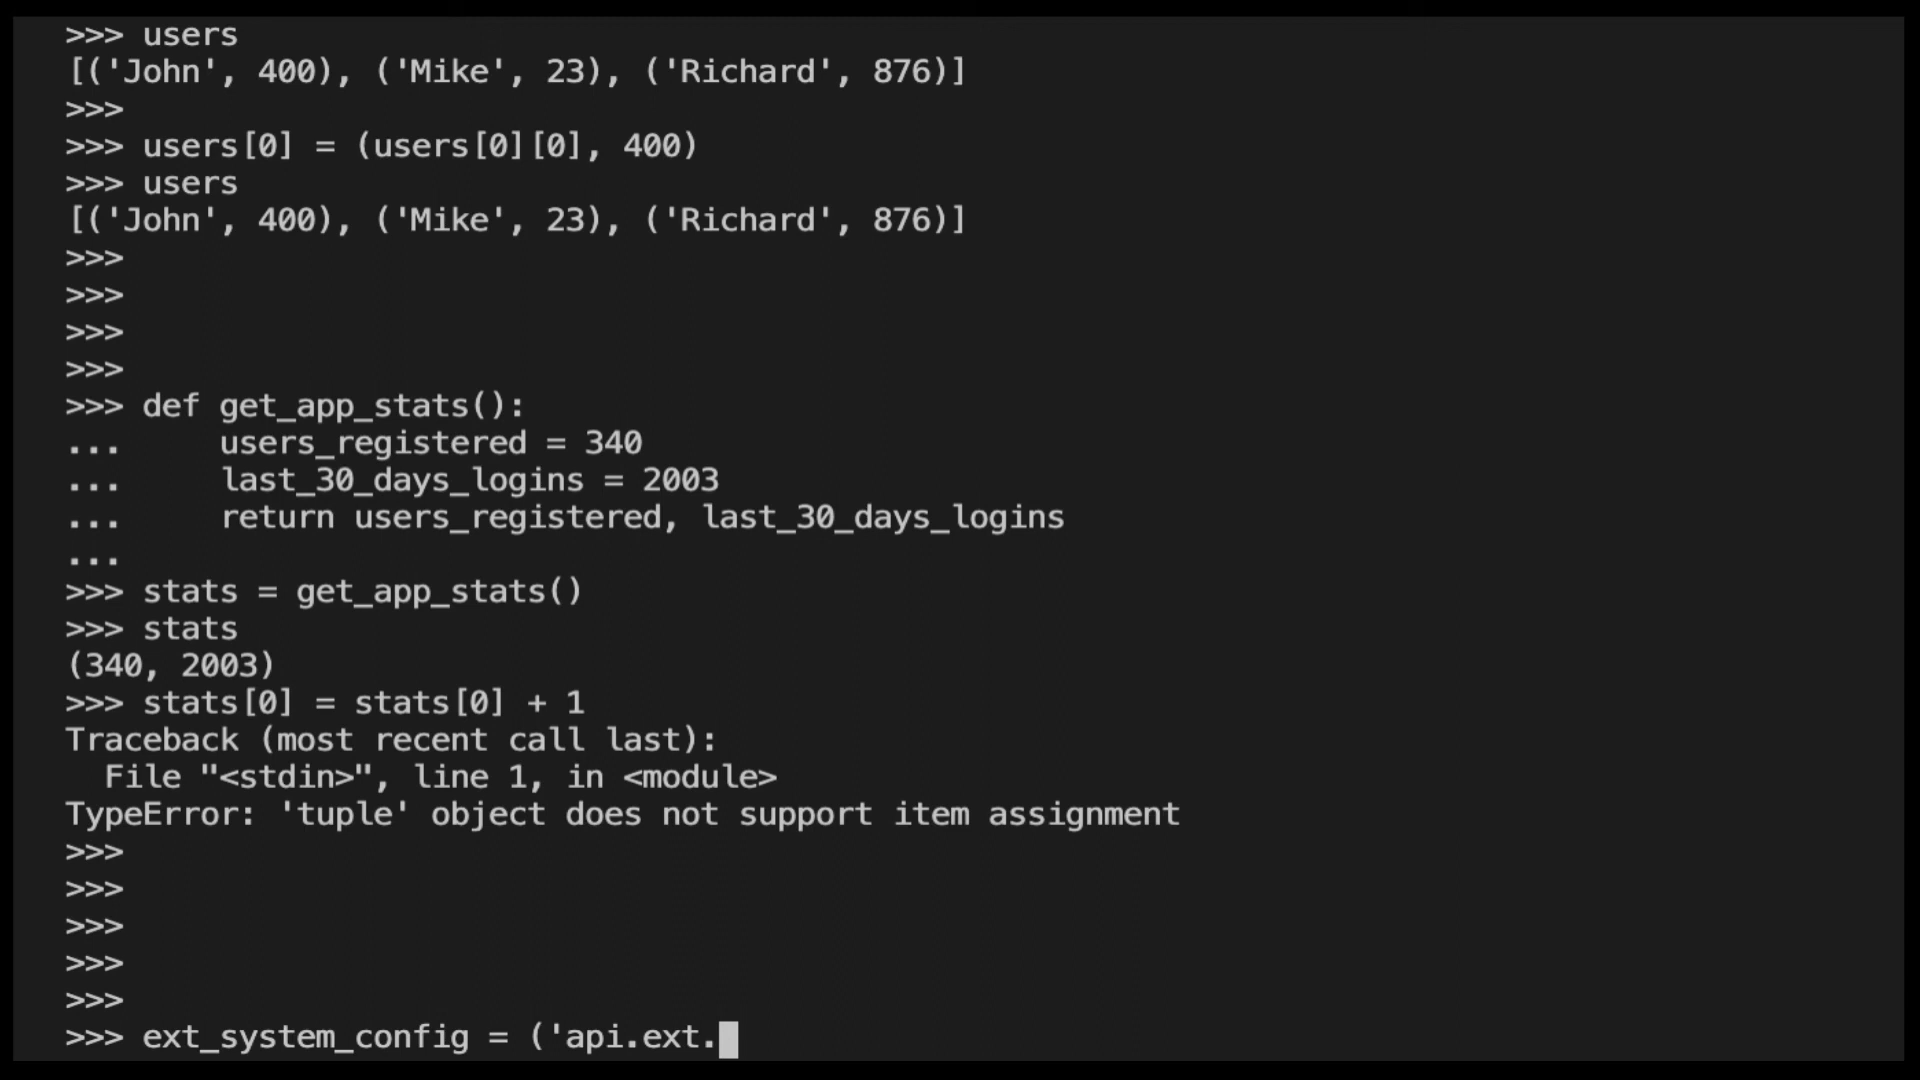 >>> users
[('John', 400), ('Mike', 23), ('Richard', 876)]
>>>
>>> users[0] = (users[0][0], 400)
>>> users
[('John', 400), ('Mike', 23), ('Richard', 876)]
>>>
>>>
>>>
>>>
>>> def get_app_stats():
...     users_registered = 340
...     last_30_days_logins = 2003
...     return users_registered, last_30_days_logins
...
>>> stats = get_app_stats()
>>> stats
(340, 2003)
>>> stats[0] = stats[0] + 1
Traceback (most recent call last):
  File "<stdin>", line 1, in <module>
TypeError: 'tuple' object does not support item assignment
>>>
>>>
>>>
>>>
>>>
>>> ext_system_config = ('api.ext.